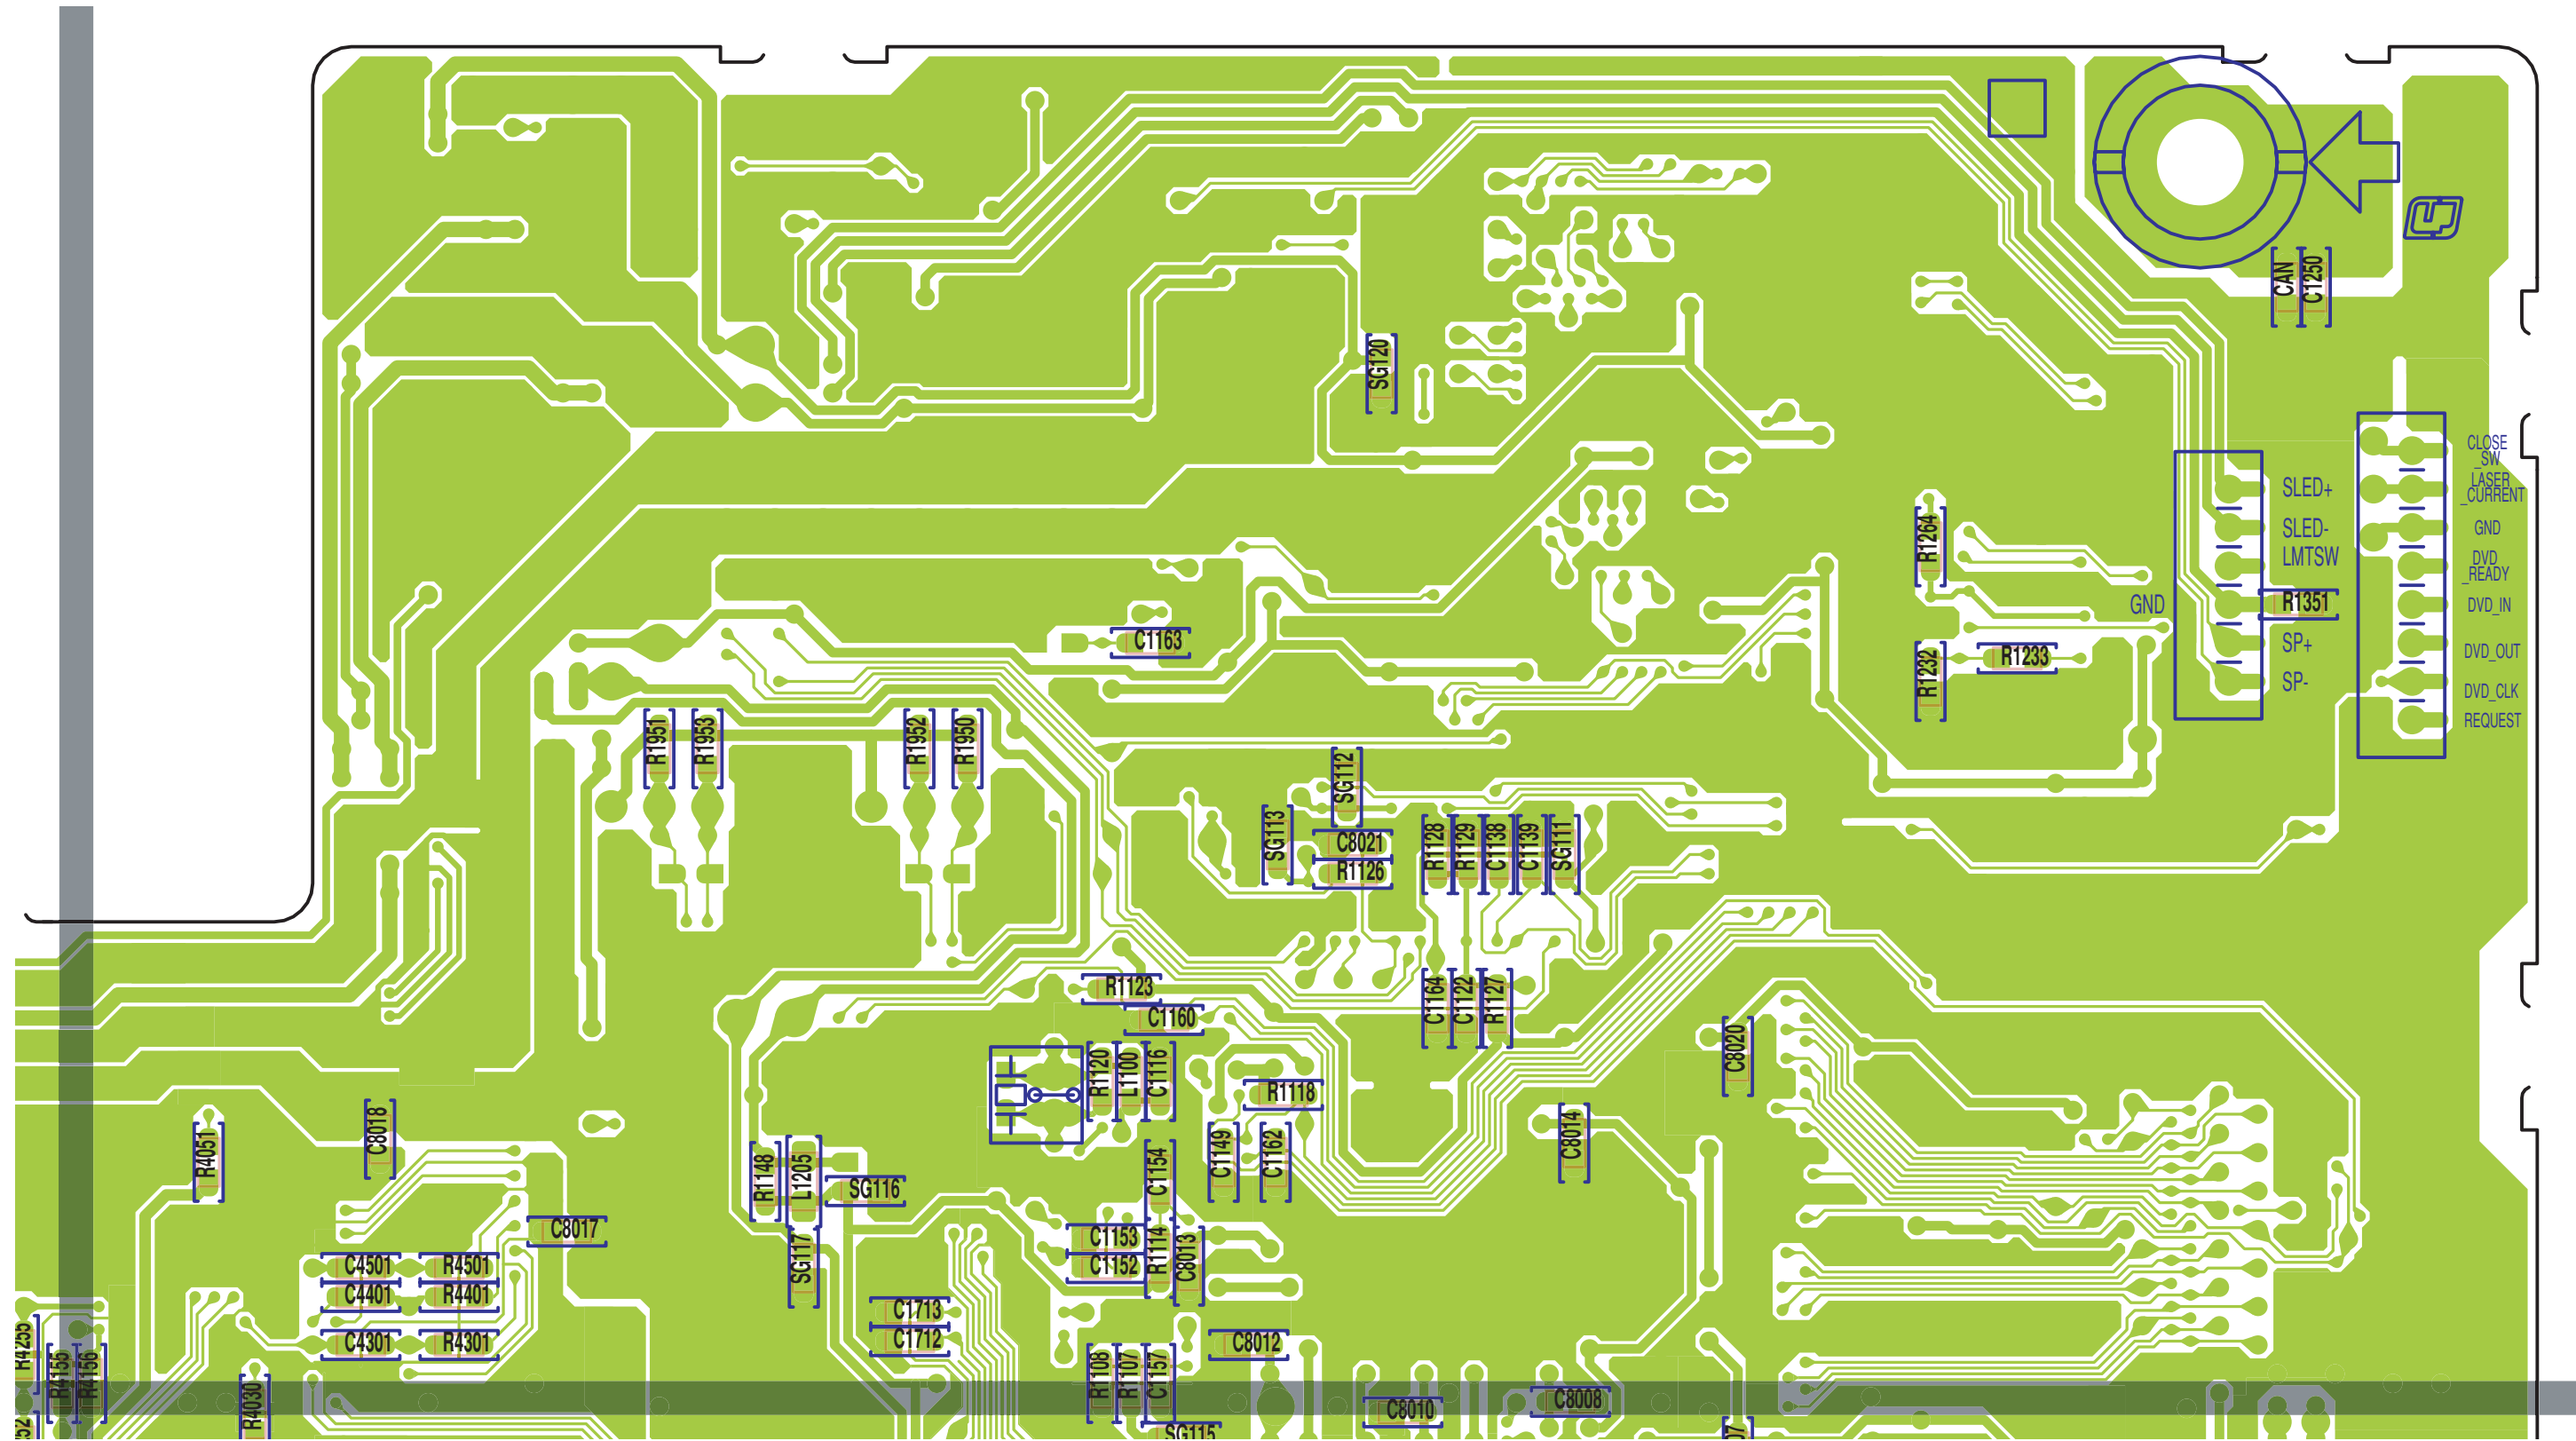 CAN
C1250
SG120
CLOSE
_SW
LASER
_CURRENT
SLED+
SLED-
GND
LMTSW
DVD
_READY
R1264
GND
R1351
DVD_IN
C1163
SP+
DVD_OUT
R1232
R1233
SP-
DVD_CLK
REQUEST
R1951
R1953
R1952
R1950
SG112
SG113
C8021
R1126
R1128
R1129
C1138
C1139
SG111
R1123
C1160
C1164
C1122
R1127
C8020
R1120
L1100
C1116
R1118
C8018
R4051
C8014
R1148
L1205
SG116
C1154
C1149
C1162
C8017
C1153
C1152
R1114
C8013
SG117
C4501
R4501
C4401
R4401
C4301
R4301
C1713
C1712
C8012
R4255
R4155
R4156
R4030
R1108
R1107
C1157
C8010
C8008
SG115